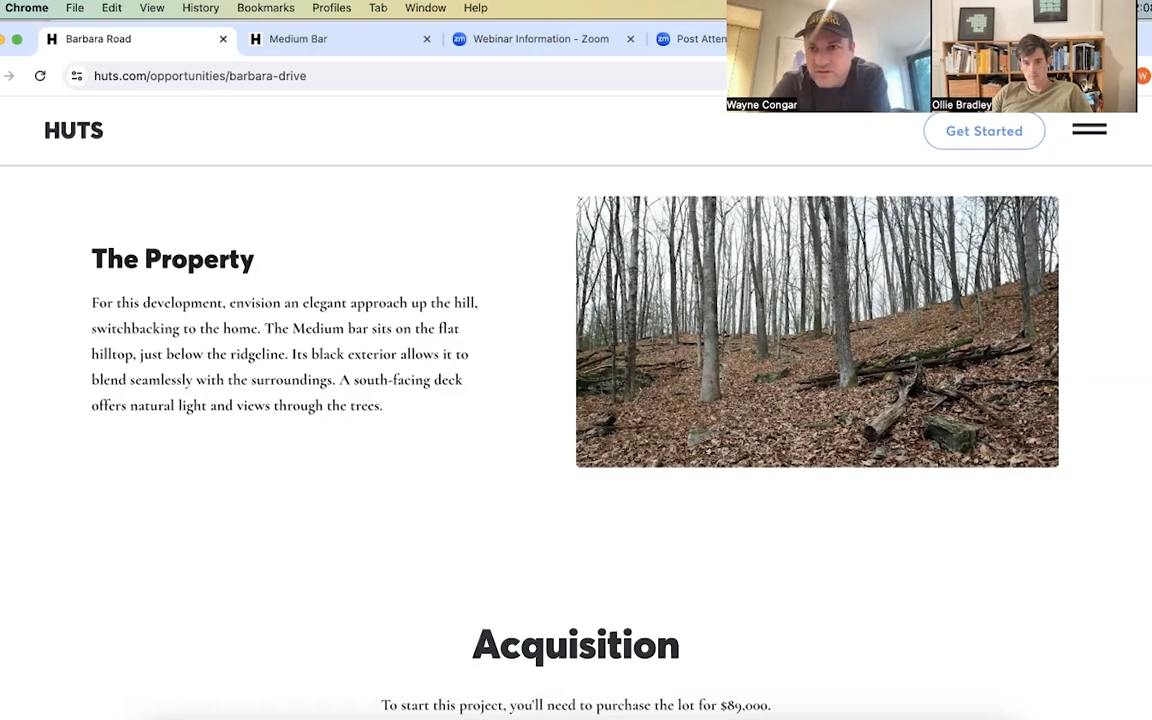 Chrome File Edit View History Bookmarks Profiles Tab Window Help
Barbara Road
Medium Bar
Webinar Information - Zoom
Post Atten
huts.com/opportunities/barbara-drive
Wayne Congar
Ollie Bradley
W
HUTS
Get Started
The Property
For this development, envision an elegant approach up the hill,
switchbacking to the home. The Medium bar sits on the flat
hilltop, just below the ridgeline. Its black exterior allows it to
blend seamlessly with the surroundings. A south-facing deck
offers natural light and views through the trees.
Acquisition
To start this project, you'll need to purchase the lot for $89,000.